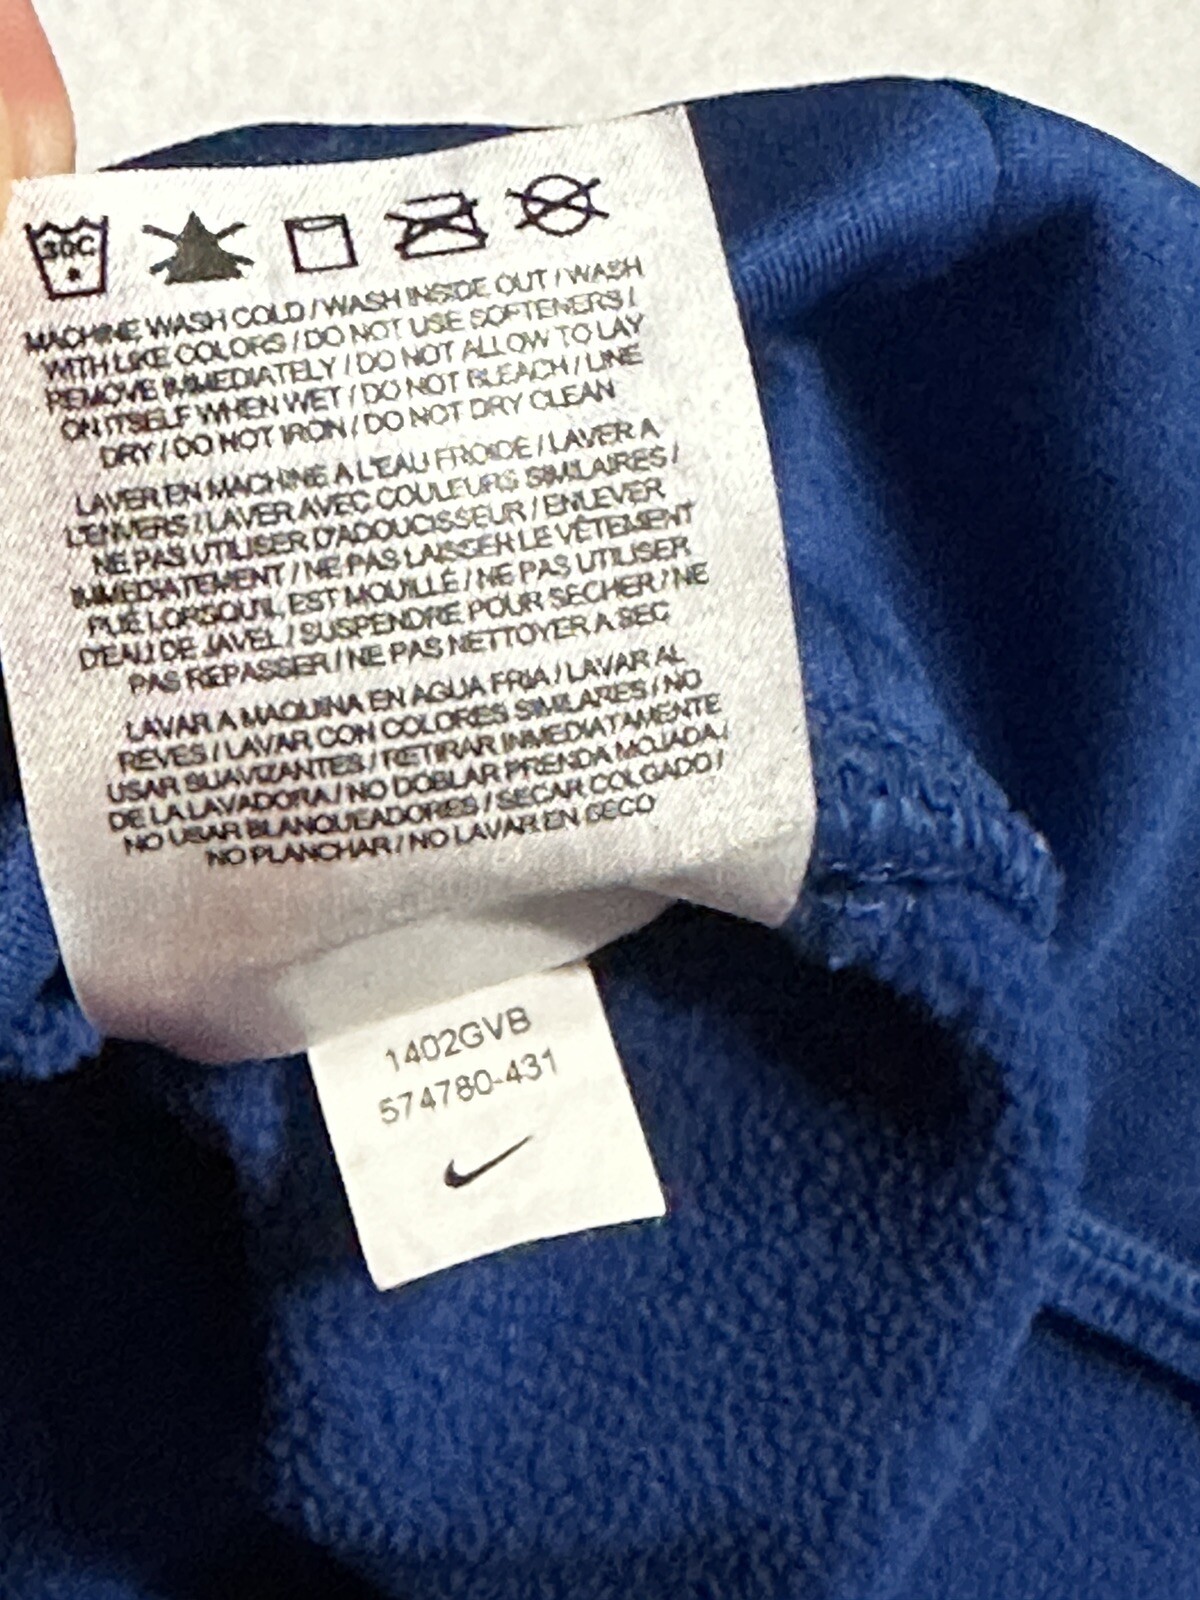 30C
MACHINE WASH COLD / WASH INSIDE OUT / WASH
WITH LIKE COLORS / DO NOT USE SOFTENERS /
REMOVE IMMEDIATELY / DO NOT ALLOW TO LAY
ON ITSELF WHEN WET / DO NOT BLEACH / LINE
DRY / DO NOT IRON / DO NOT DRY CLEAN
LAVER EN MACHINE A L'EAU FROIDE / LAVER A
L'ENVERS / LAVER AVEC COULEURS SIMILAIRES /
NE PAS UTILISER D'ADOUCISSEUR / ENLEVER
IMMEDIATEMENT / NE PAS LAISSER LE VÊTEMENT
PLIÉ LORSQU'IL EST MOUILLÉ / NE PAS UTILISER
D'EAU DE JAVEL / SUSPENDRE POUR SECHER / NE
PAS REPASSER / NE PAS NETTOYER A SEC
LAVAR A MAQUINA EN AGUA FRIA / LAVAR AL
REVES / LAVAR CON COLORES SIMILARES / NO
USAR SUAVIZANTES / RETIRAR INMEDIATAMENTE
DE LA LAVADORA / NO DOBLAR PRENDA MOJADA /
NO USAR BLANQUEADORES / SECAR COLGADO /
NO PLANCHAR / NO LAVAR EN SECO
1402GVB
574780-431